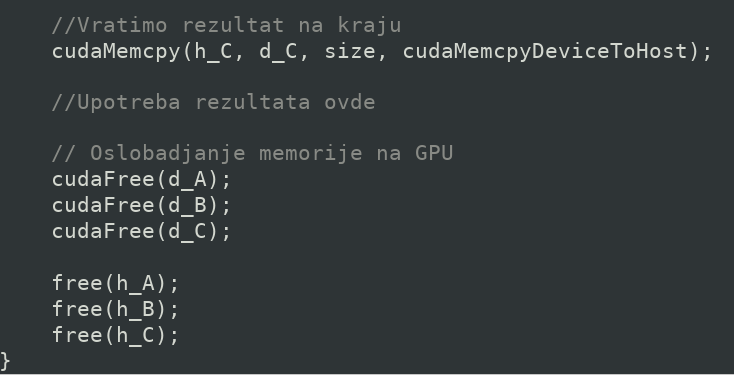 //Vratimo rezultat na kraju
cudaMemcpy(h_C, d_C, size, cudaMemcpyDeviceToHost);
//Upotreba rezultata ovde
// Oslobadjanje memorije na GPU
cudaFree(d_A);
cudaFree(d_B);
cudaFree(d_C);
free(h_A);
free(h_B);
free(h_C);
}